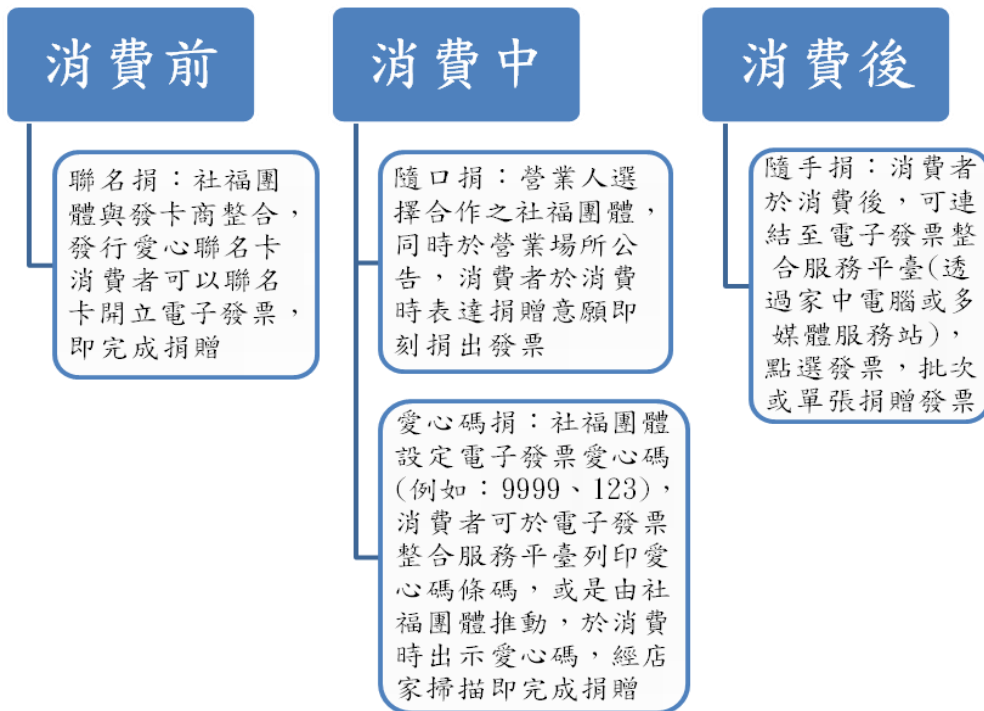 消費前
聯名捐：社福團
體與發卡商整合，
發行愛心聯名卡
消費者可以聯名
卡開立電子發票，
即完成捐贈
消費中
隨口捐：營業人選
擇合作之社福團體，
同時於營業場所公
告，消費者於消費
時表達捐贈意願即
刻捐出發票
愛心碼捐：社福團體
設定電子發票愛心碼
(例如：9999、123)，
消費者可於電子發票
整合服務平臺列印愛
心碼條碼，或是由社
福團體推動，於消費
時出示愛心碼，經店
家掃描即完成捐贈
消費後
隨手捐：消費者
於消費後，可連
結至電子發票整
合服務平臺(透
過家中電腦或多
媒體服務站)，
點選發票，批次
或單張捐贈發票